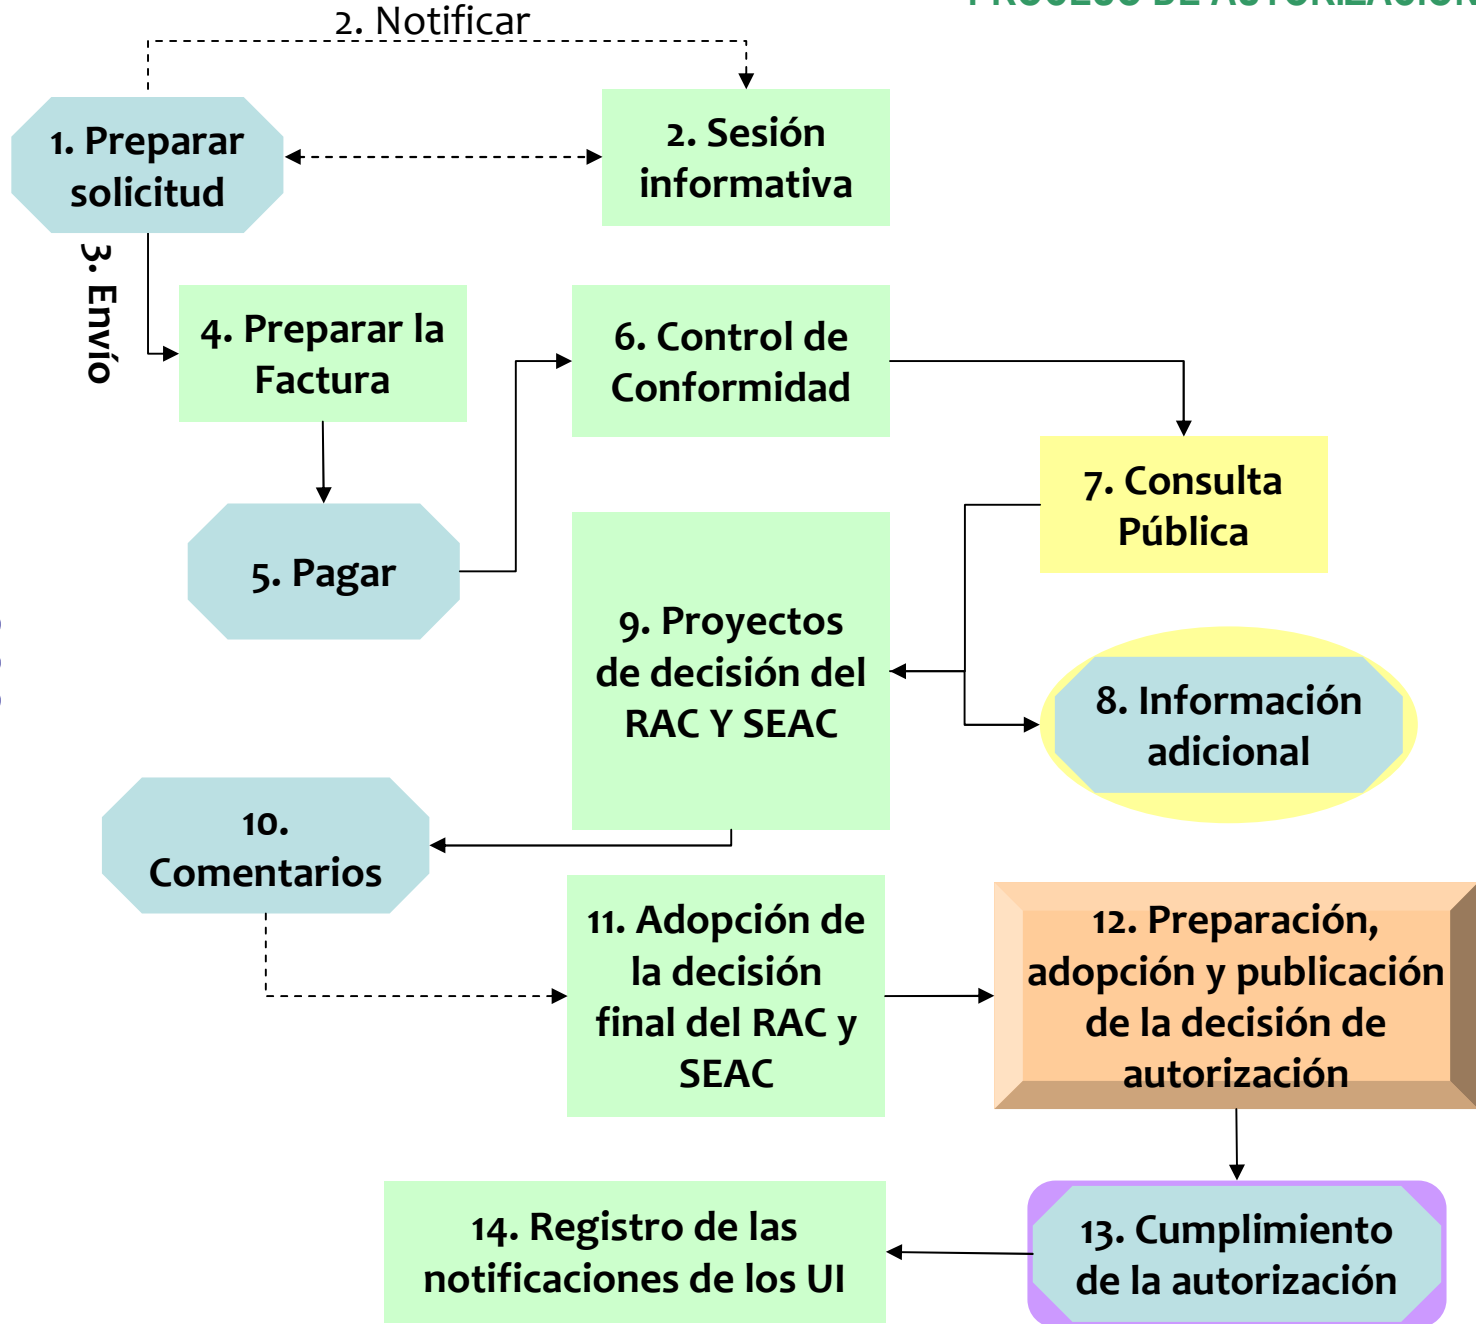 PROCESO DE AUTORIZACIÓN
2. Notificar
1. Preparar
solicitud
2. Sesión
informativa
3. Envío
4. Preparar la
Factura
6. Control de
Conformidad
7. Consulta
Pública
5. Pagar
9. Proyectos
de decisión del
RAC Y SEAC
8. Información
adicional
10.
Comentarios
11. Adopción de
la decisión
final del RAC y
SEAC
12. Preparación,
adopción y publicación
de la decisión de
autorización
13. Cumplimiento
de la autorización
14. Registro de las
notificaciones de los UI